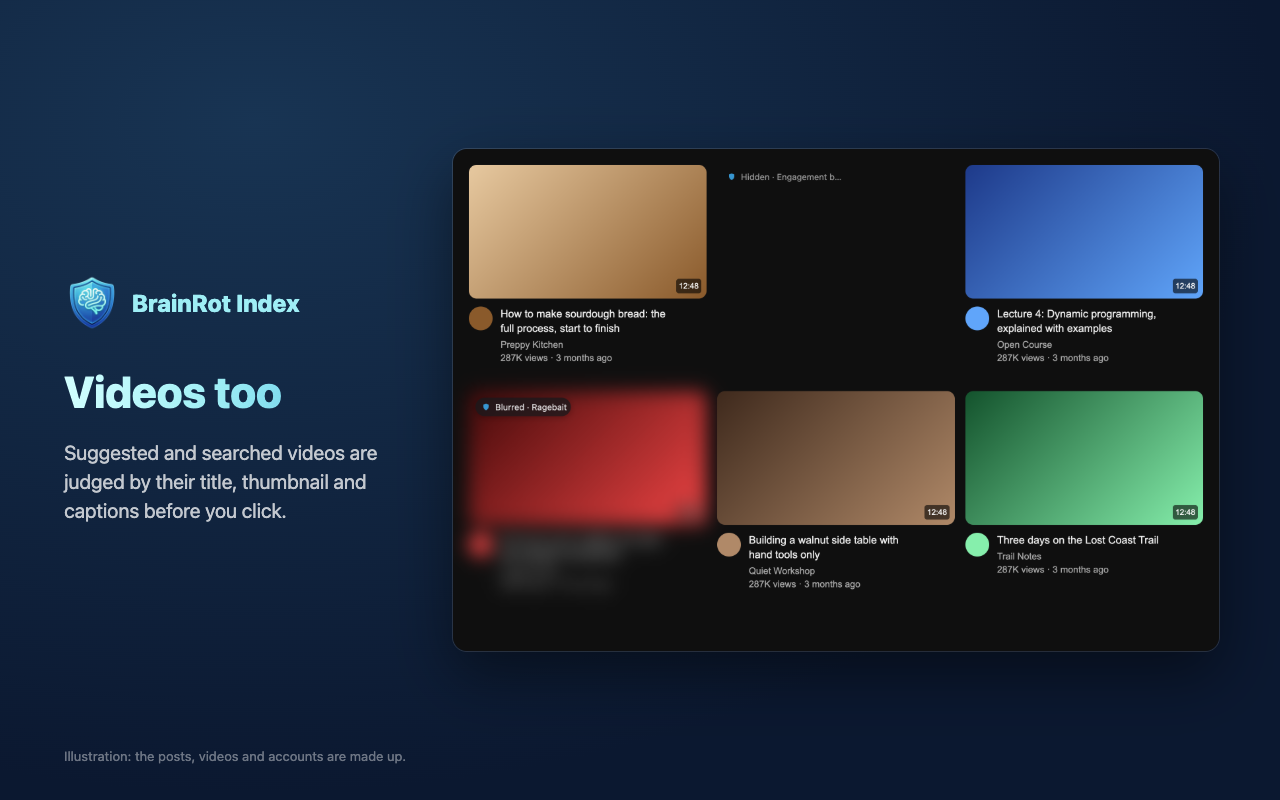 BrainRot Index
Videos too
Suggested and searched videos are
judged by their title, thumbnail and
captions before you click.
12:48
How to make sourdough bread: the
full process, start to finish
Preppy Kitchen
287K views · 3 months ago
Hidden · Engagement b...
12:48
Lecture 4: Dynamic programming,
explained with examples
Open Course
287K views · 3 months ago
Blurred · Ragebait
12:48
Building a walnut side table with
hand tools only
Quiet Workshop
287K views · 3 months ago
12:48
Three days on the Lost Coast Trail
Trail Notes
287K views · 3 months ago
Illustration: the posts, videos and accounts are made up.